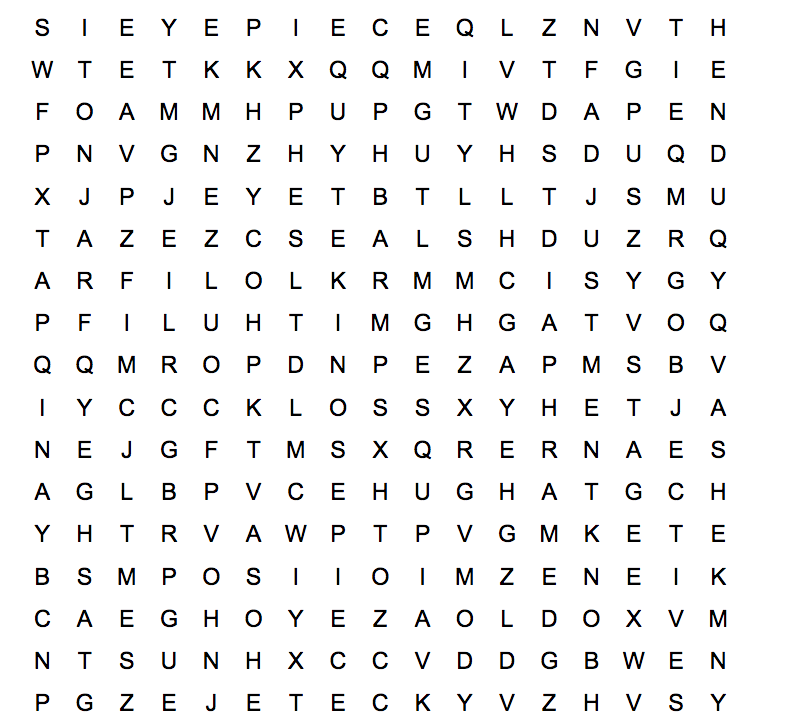 S I E Y E P I E C E Q L Z N V T H
W T E T K K X Q Q M I V T F G I E
F O A M M H P U P G T W D A P E N
P N V G N Z H Y H U Y H S D U Q D
X J P J E Y E T B T L L T J S M U
T A Z E Z C S E A L S H D U Z R Q
A R F I L O L K R M M C I S Y G Y
P F I L U H T I M G H G A T V O Q
Q Q M R O P D N P E Z A P M S B V
I Y C C C K L O S S X Y H E T J A
N E J G F T M S X Q R E R N A E S
A G L B P V C E H U G H A T G C H
Y H T R V A W P T P V G M K E T E
B S M P O S I I O I M Z E N E I K
C A E G H O Y E Z A O L D O X V M
N T S U N H X C C V D D G B W E N
P G Z E J E T E C K Y V Z H V S Y